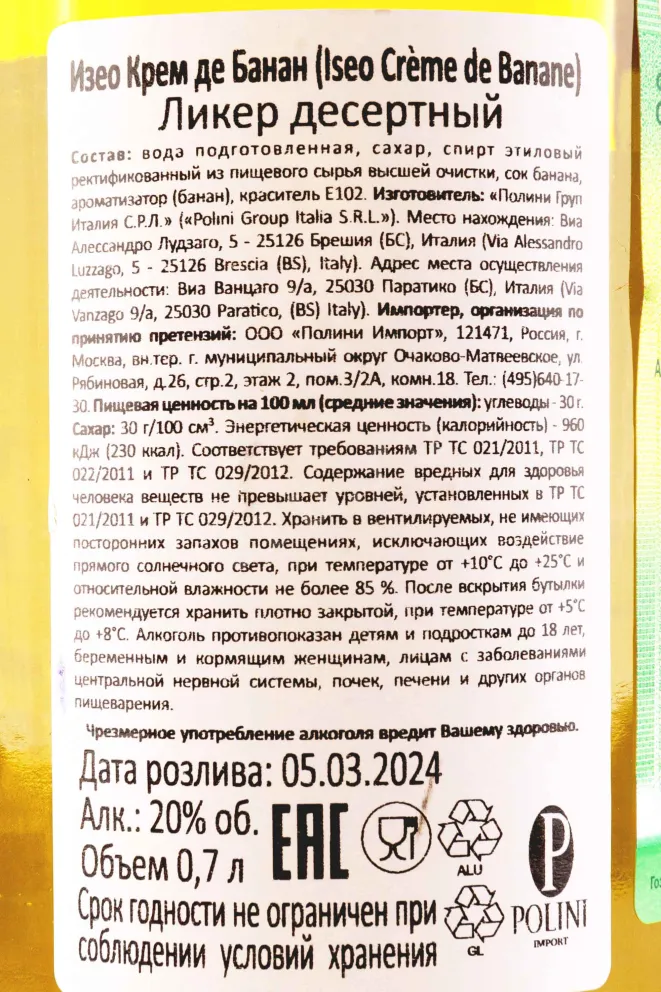 Изео Крем де Банан (Iseo Crème de Banane)
Ликер десертный
Состав: вода подготовленная, сахар, спирт этиловый
ректификованный из пищевого сырья высшей очистки, сок банана,
ароматизатор (банан), краситель Е102. Изготовитель: «Полини Груп
Италия С.Р.Л.» («Polini Group Italia S.R.L.»). Место нахождения: Виа
Алессандро Лудзаго, 5 - 25126 Брешия (БС), Италия (Via Alessandro
Luzzago, 5 - 25126 Brescia (BS), Italy). Адрес места осуществления
деятельности: Виа Ванцаго 9/а, 25030 Паратико (БС), Италия (Via
Vanzago 9/a, 25030 Paratico, (BS) Italy). Импортер, организация по
принятию претензий: ООО «Полини Импорт», 121471, Россия, г.
Москва, вн.тер. г. муниципальный округ Очаково-Матвеевское, ул.
Рябиновая, д.26, стр.2, этаж 2, пом.3/2А, комн.18. Тел.: (495)640-17-
30. Пищевая ценность на 100 мл (средние значения): углеводы - 30 г.
Сахар: 30 г/100 см³. Энергетическая ценность (калорийность) - 960
кДж (230 ккал). Соответствует требованиям ТР ТС 021/2011, ТР ТС
022/2011 и ТР ТС 029/2012. Содержание вредных для здоровья
человека веществ не превышает уровней, установленных в ТР ТС
021/2011 и ТР ТС 029/2012. Хранить в вентилируемых, не имеющих
посторонних запахов помещениях, исключающих воздействие
прямого солнечного света, при температуре от +10°С до +25°С и
относительной влажности не более 85 %. После вскрытия бутылки
рекомендуется хранить плотно закрытой, при температуре от +5°С
до +8°С. Алкоголь противопоказан детям и подросткам до 18 лет,
беременным и кормящим женщинам, лицам с заболеваниями
центральной нервной системы, почек, печени и других органов
пищеварения.
Чрезмерное употребление алкоголя вредит Вашему здоровью.
Дата розлива: 05.03.2024
Алк.: 20% об.
Объем 0,7 л
EAC
ALU
P
Срок годности не ограничен при
соблюдении условий хранения
GL
POLINI
IMPORT